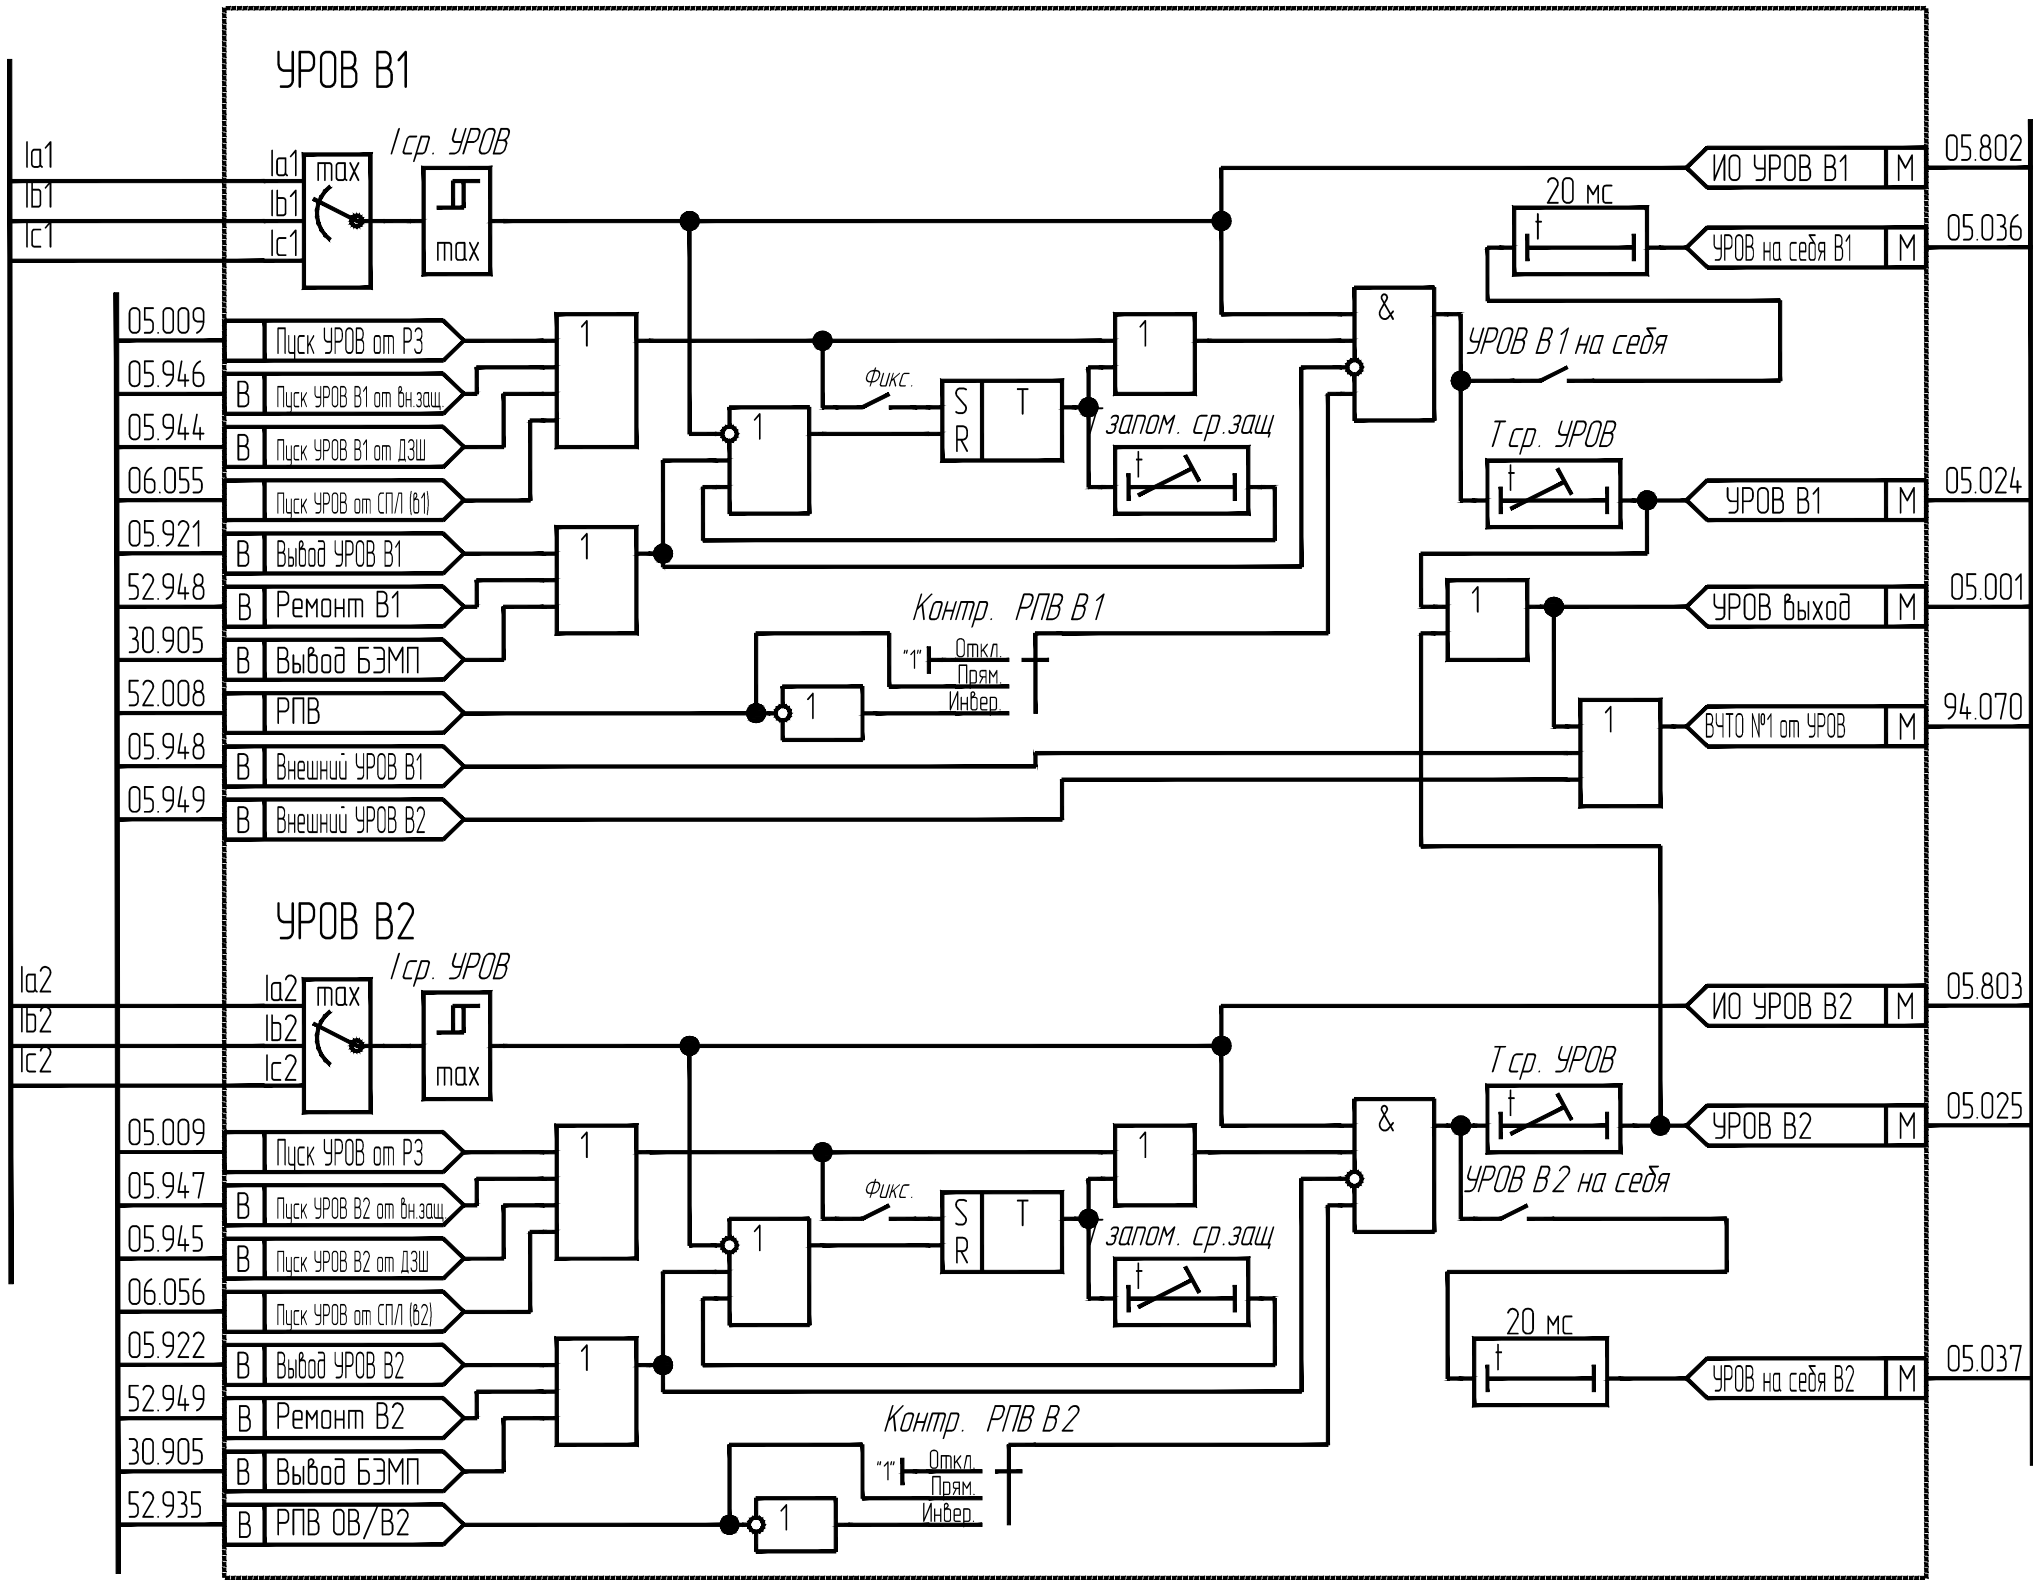 УРОВ В1
Iср. УРОВ
Ia1
Ia1
max
Ib1
Ib1
Ic1
Ic1
max
ИО УРОВ В1
М
05.802
20 мс
t
УРОВ на себя В1
М
05.036
05.009
Пуск УРОВ от РЗ
1
1
&
УРОВ В1 на себя
05.946
В
Пуск УРОВ В1 от вн.защ.
Фикс.
S
T
R
05.944
В
Пуск УРОВ В1 от ДЗШ
1
Т запом. ср.защ
t
Тср. УРОВ
t
06.055
Пуск УРОВ от СПЛ (в1)
УРОВ В1
М
05.024
05.921
В
Вывод УРОВ В1
1
52.948
В
Ремонт В1
Контр. РПВ В1
1
УРОВ выход
М
05.001
30.905
В
Вывод БЭМП
"1"
Откл.
Прям.
Инвер.
52.008
РПВ
1
1
ВЧТО №1 от УРОВ
М
94.070
05.948
В
Внешний УРОВ В1
05.949
В
Внешний УРОВ В2
УРОВ В2
Iср. УРОВ
Ia2
Ia2
max
Ib2
Ib2
Ic2
Ic2
max
ИО УРОВ В2
М
05.803
Тср. УРОВ
t
05.009
Пуск УРОВ от РЗ
1
1
&
УРОВ В2
М
05.025
УРОВ В2 на себя
05.947
В
Пуск УРОВ В2 от вн.защ.
Фикс.
S
T
R
05.945
В
Пуск УРОВ В2 от ДЗШ
1
Т запом. ср.защ
t
06.056
Пуск УРОВ от СПЛ (в2)
20 мс
t
05.922
В
Вывод УРОВ В2
1
УРОВ на себя В2
М
05.037
52.949
В
Ремонт В2
Контр. РПВ В2
30.905
В
Вывод БЭМП
"1"
Откл.
Прям.
Инвер.
52.935
В
РПВ ОВ/В2
1